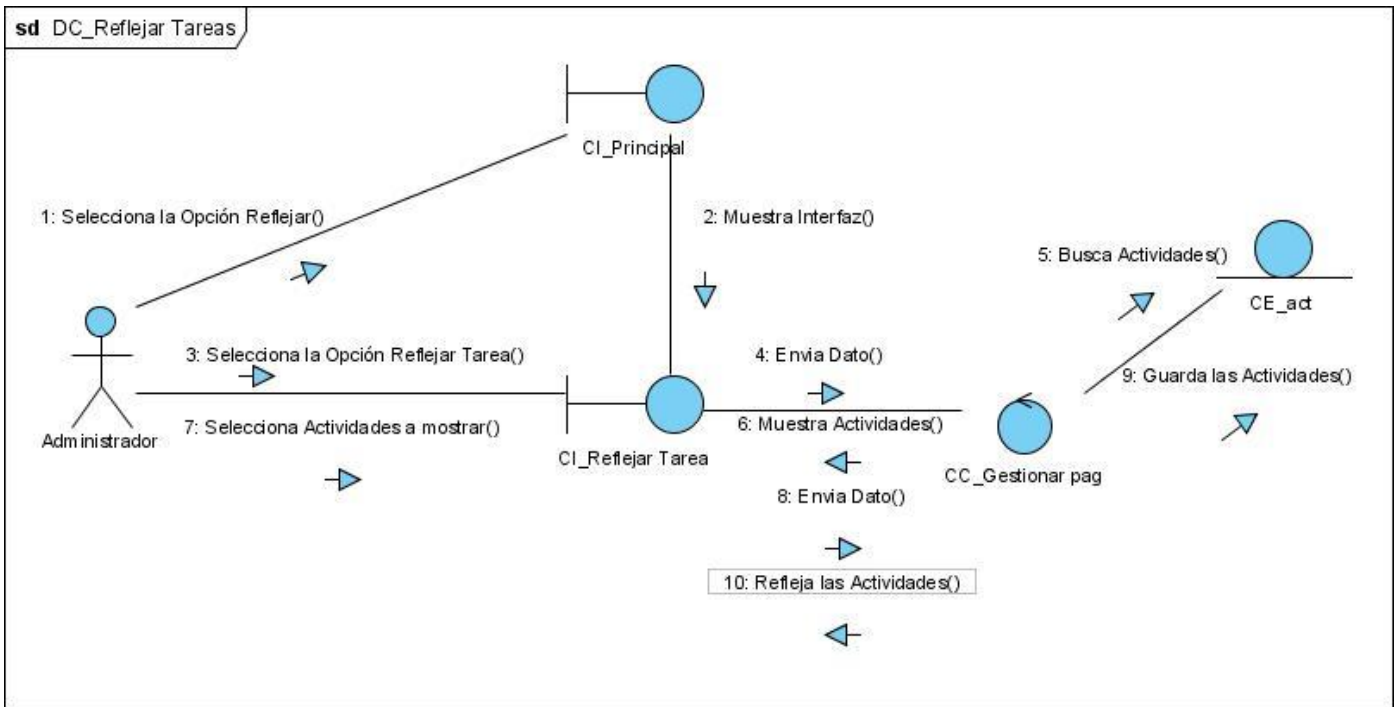 sd DC_Reflejar Tareas
CI_Principal
1: Selecciona la Opción Reflejar()
2: Muestra Interfaz()
5: Busca Actividades()
CE_act
3: Selecciona la Opción Reflejar Tarea()
4: Envia Dato()
9: Guarda las Actividades()
7: Selecciona Actividades a mostrar()
6: Muestra Actividades()
Administrador
CI_Reflejar Tarea
CC_Gestionar pag
8: Envia Dato()
10: Refleja las Actividades()